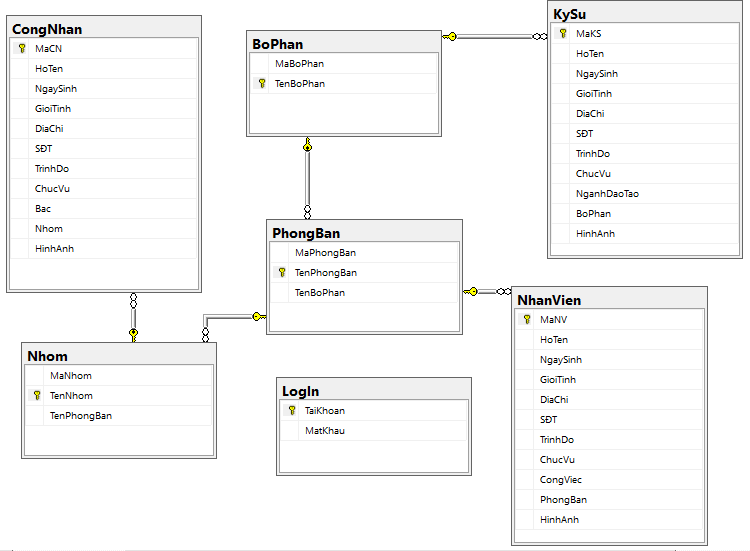 CongNhan
MaCN
HoTen
NgaySinh
GioiTinh
DiaChi
SĐT
TrinhDo
ChucVu
Bac
Nhom
HinhAnh
BoPhan
MaBoPhan
TenBoPhan
KySu
MaKS
HoTen
NgaySinh
GioiTinh
DiaChi
SĐT
TrinhDo
ChucVu
NganhDaoTao
BoPhan
HinhAnh
PhongBan
MaPhongBan
TenPhongBan
TenBoPhan
Nhom
MaNhom
TenNhom
TenPhongBan
LogIn
TaiKhoan
MatKhau
NhanVien
MaNV
HoTen
NgaySinh
GioiTinh
DiaChi
SĐT
TrinhDo
ChucVu
CongViec
PhongBan
HinhAnh